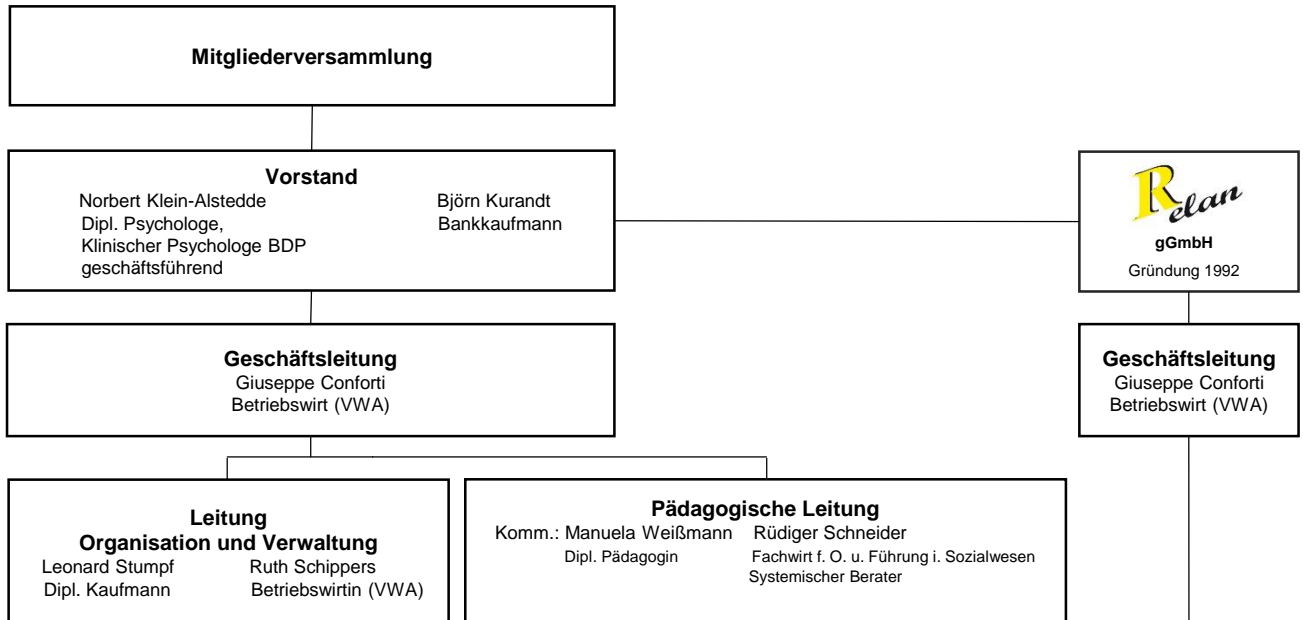 Mitgliederversammlung
Vorstand
Norbert Klein-Alstedde
Dipl. Psychologe,
Klinischer Psychologe BDP
geschäftsführend
Björn Kurandt
Bankkaufmann
Relan
gGmbH
Gründung 1992
Geschäftsleitung
Giuseppe Conforti
Betriebswirt (VWA)
Geschäftsleitung
Giuseppe Conforti
Betriebswirt (VWA)
Leitung
Organisation und Verwaltung
Leonard Stumpf
Dipl. Kaufmann
Ruth Schippers
Betriebswirtin (VWA)
Pädagogische Leitung
Komm.: Manuela Weißmann
Dipl. Pädagogin
Rüdiger Schneider
Fachwirt f. O. u. Führung i. Sozialwesen
Systemischer Berater